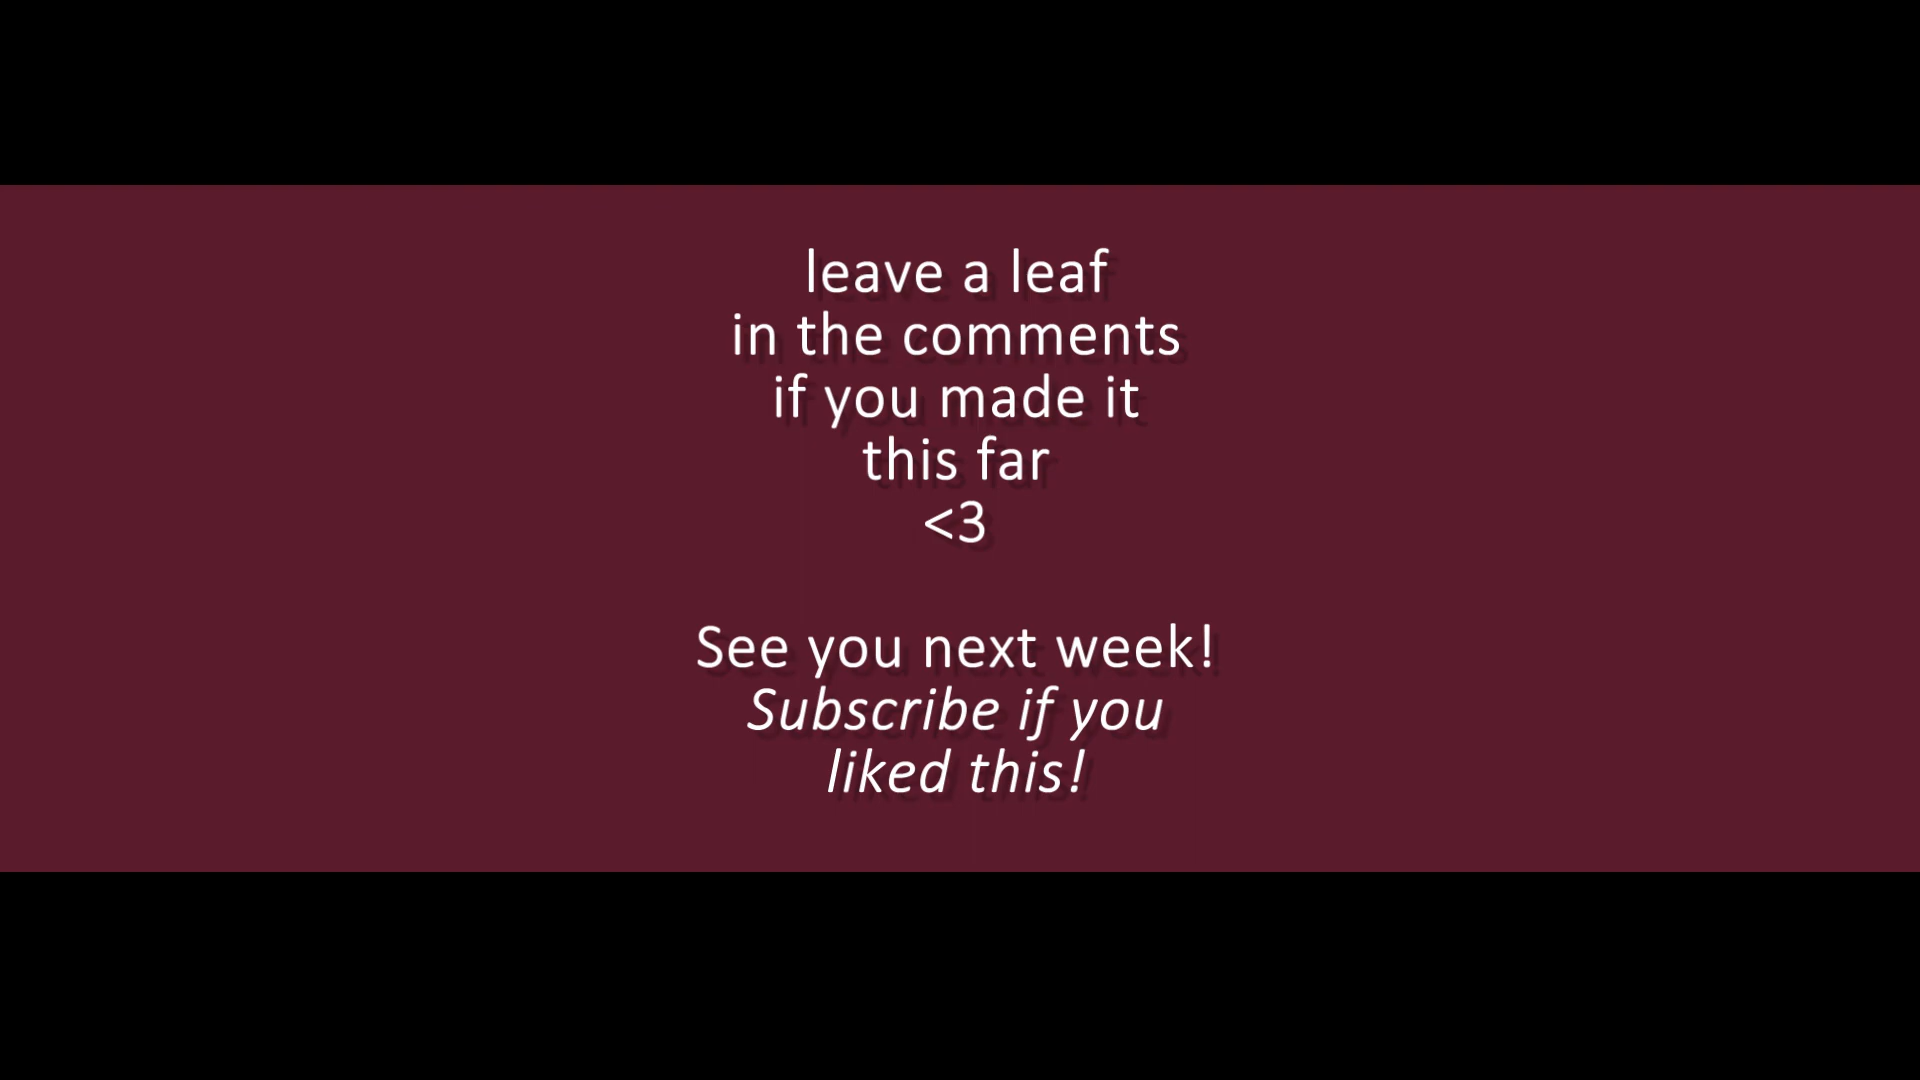 leave a leaf
in the comments
if you made it
this far
<3
See you next week!
Subscribe if you
liked this!